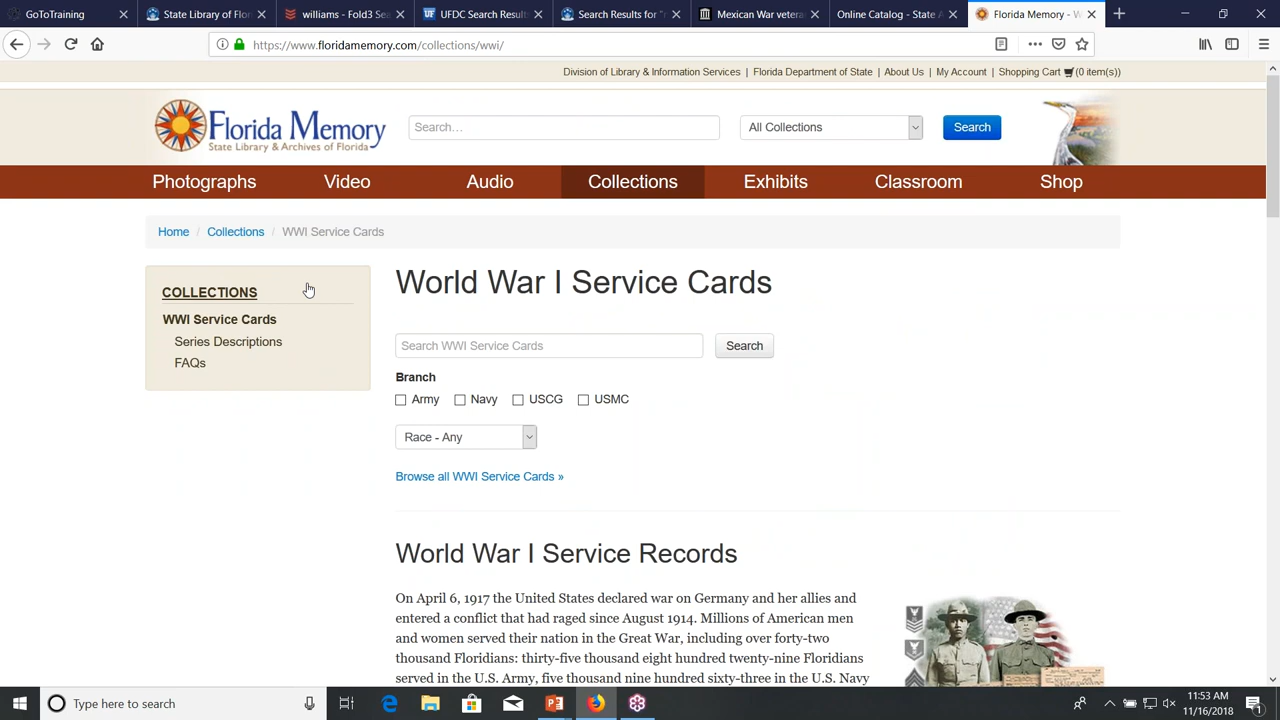 GoToTraining
State Library of Flor
williams - Fold3 Sea
UFDC Search Result
Search Results for "r
Mexican War vetera
Online Catalog - State A
Florida Memory - W
https://www.floridamemory.com/collections/wwi/
Division of Library & Information Services | Florida Department of State | About Us | My Account | Shopping Cart (0 item(s))
Florida Memory
State Library & Archives of Florida
Search...
All Collections
Search
Photographs Video Audio Collections Exhibits Classroom Shop
Home / Collections / WWI Service Cards
COLLECTIONS
WWI Service Cards
Series Descriptions
FAQs
World War I Service Cards
Search WWI Service Cards
Search
Branch
Army Navy USCG USMC
Race - Any
Browse all WWI Service Cards »
World War I Service Records
On April 6, 1917 the United States declared war on Germany and her allies and
entered a conflict that had raged since August 1914. Millions of American men
and women served their nation in the Great War, including over forty-two
thousand Floridians: thirty-five thousand eight hundred twenty-nine Floridians
served in the U.S. Army, five thousand nine hundred sixty-three in the U.S. Navy
Type here to search
11:53 AM
11/16/2018
1